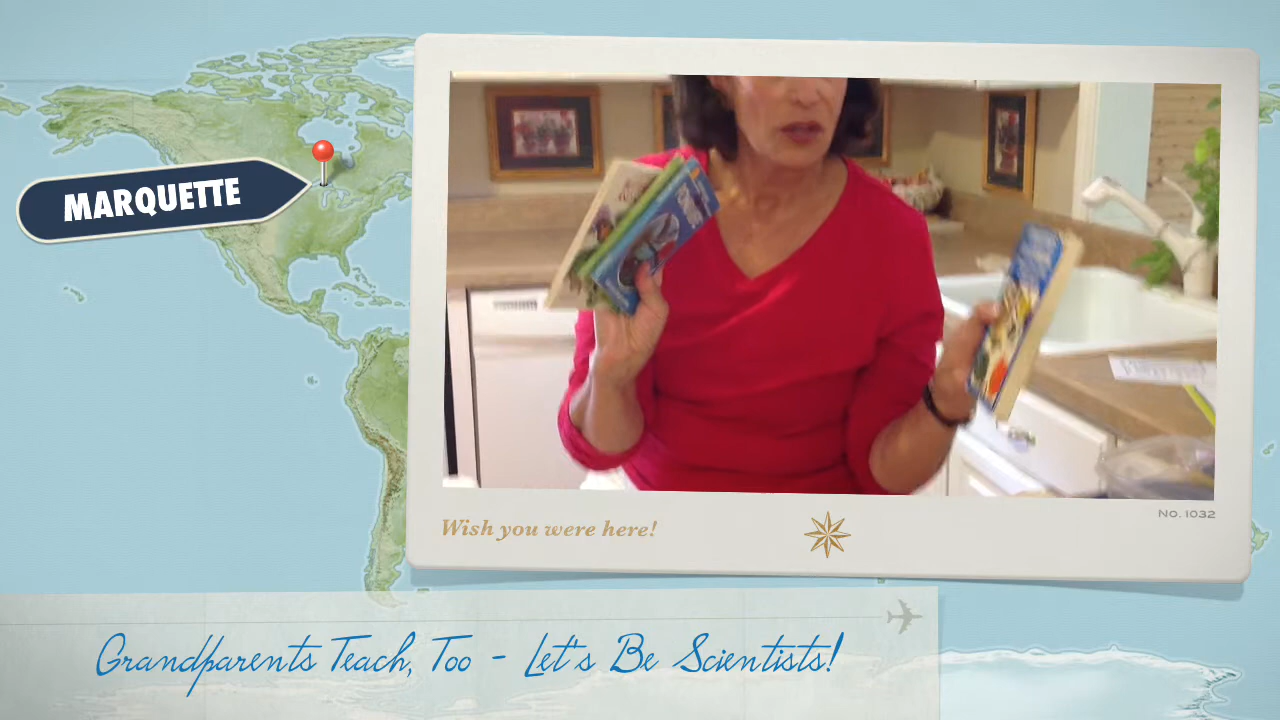 MARQUETTE
Wish you were here!
No. 1032
Grandparents Teach, Too - Let's Be Scientists!